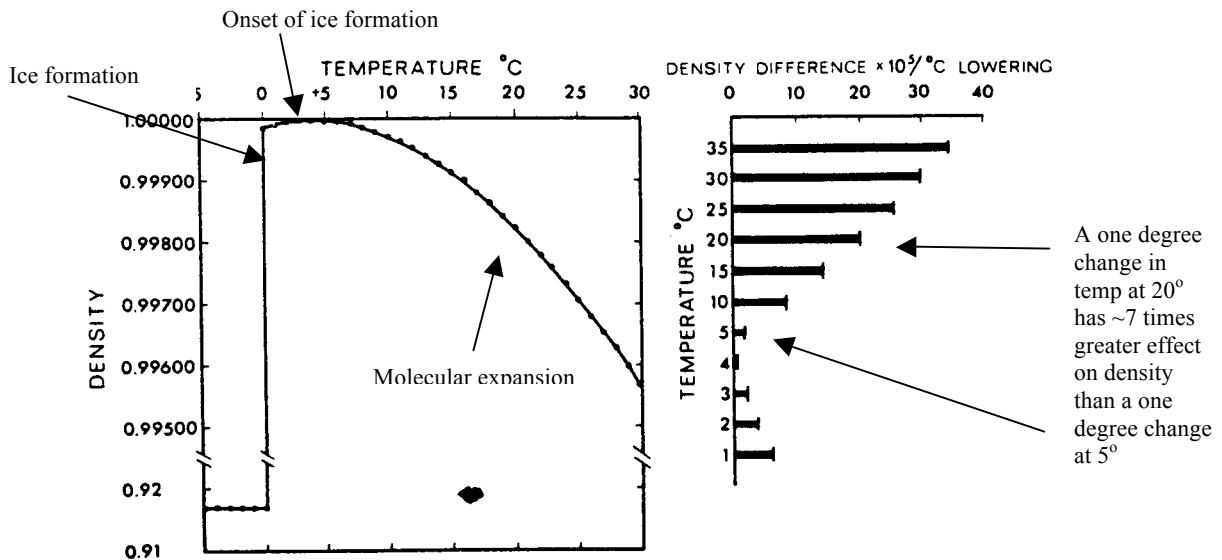 Onset of ice formation
Ice formation
TEMPERATURE °C
5 0 +5 10 15 20 25 30
1.00000
0.99900
0.99800
0.99700
0.99600
0.99500
0.92
0.91
DENSITY
Molecular expansion
DENSITY DIFFERENCE ×10⁵/°C LOWERING
0 10 20 30 40
TEMPERATURE °C
35
30
25
20
15
10
5
4
3
2
1
A one degree
change in
temp at 20°
has ~7 times
greater effect
on density
than a one
degree change
at 5°